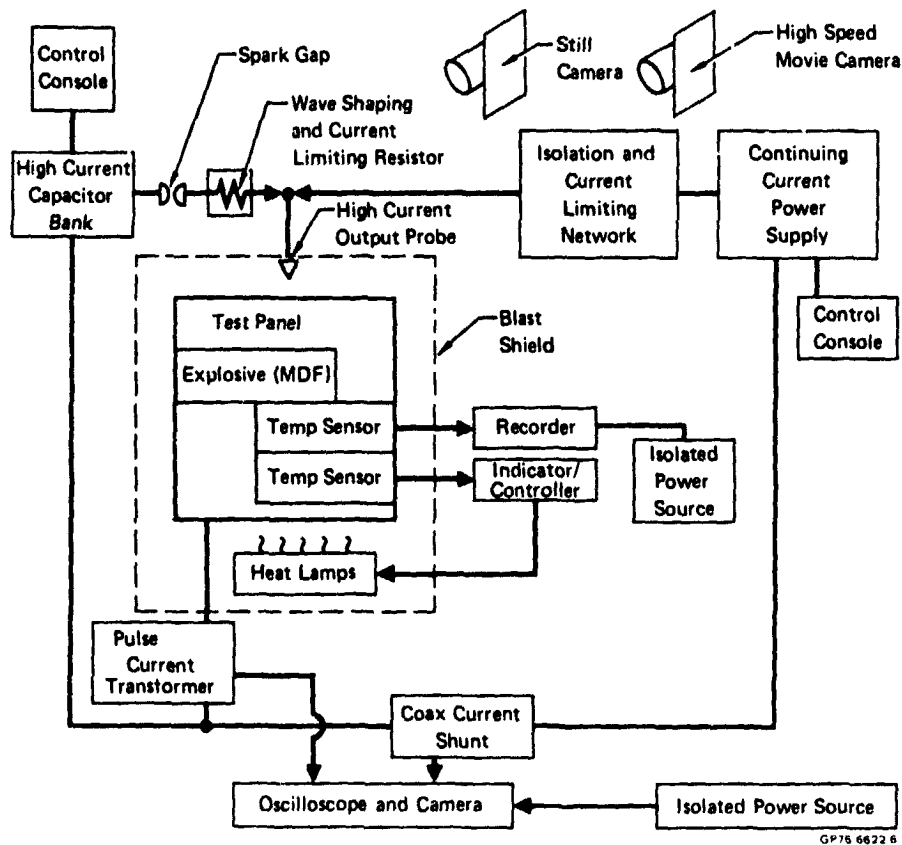 Control
Console
Spark Gap
Still
Camera
High Speed
Movie Camera
Wave Shaping
and Current
Limiting Resistor
High Current
Capacitor
Bank
Isolation and
Current
Limiting
Network
Continuing
Current
Power
Supply
High Current
Output Probe
Control
Console
Test Panel
Blast
Shield
Explosive (MDF)
Temp Sensor
Recorder
Temp Sensor
Indicator/
Controller
Isolated
Power
Source
Heat Lamps
Pulse
Current
Transtormer
Coax Current
Shunt
Oscilloscope and Camera
Isolated Power Source
GP76 6622 6